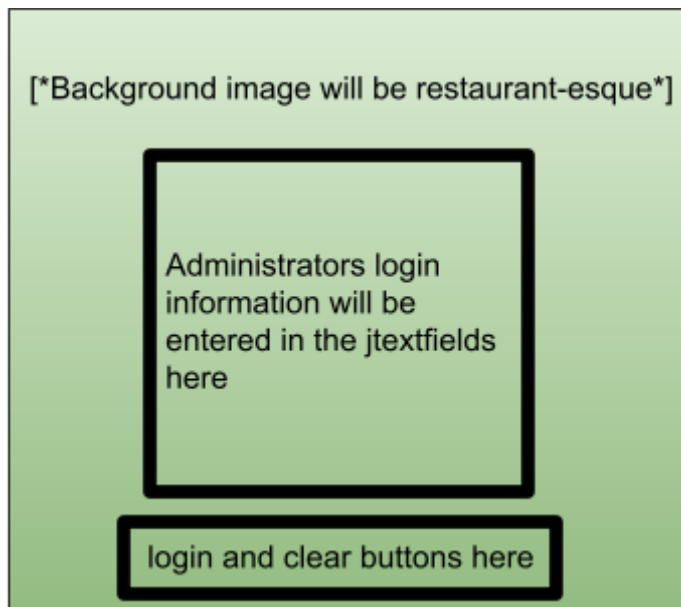 [*Background image will be restaurant-esque*]
Administrators login
information will be
entered in the jtextfields
here
login and clear buttons here